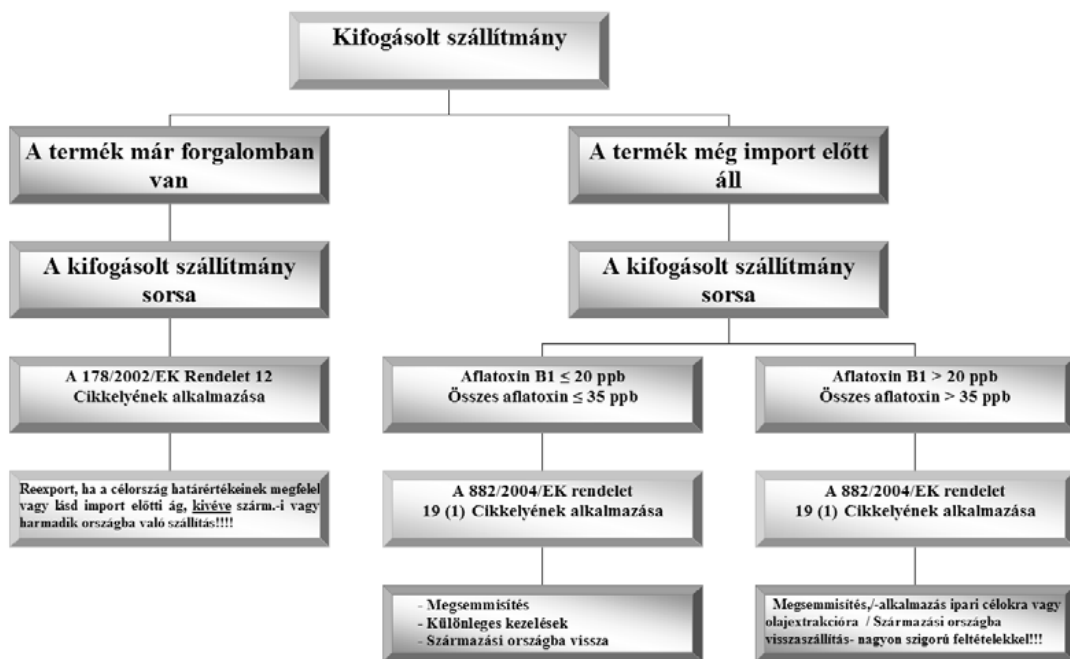 Kifogásolt szállítmány
A termék már forgalomban
van
A termék még import előtt
áll
A kifogásolt szállítmány
sorsa
A kifogásolt szállítmány
sorsa
A 178/2002/EK Rendelet 12
Cikkelyének alkalmazása
Aflatoxin B1 ≤ 20 ppb
Összes aflatoxin ≤ 35 ppb
Aflatoxin B1 > 20 ppb
Összes aflatoxin > 35 ppb
Reexport, ha a célország határértékeinek megfelel
vagy lásd import előtti ág, kivéve szárm.-i vagy
harmadik országba való szállítás!!!!
A 882/2004/EK rendelet
19 (1) Cikkelyének alkalmazása
A 882/2004/EK rendelet
19 (1) Cikkelyének alkalmazása
- Megsemmisítés
- Különleges kezelések
- Származási országba vissza
Megsemmisítés,/-alkalmazás ipari célokra vagy
olajextrakcióra / Származási országba
visszaszállítás- nagyon szigorú feltételekkel!!!